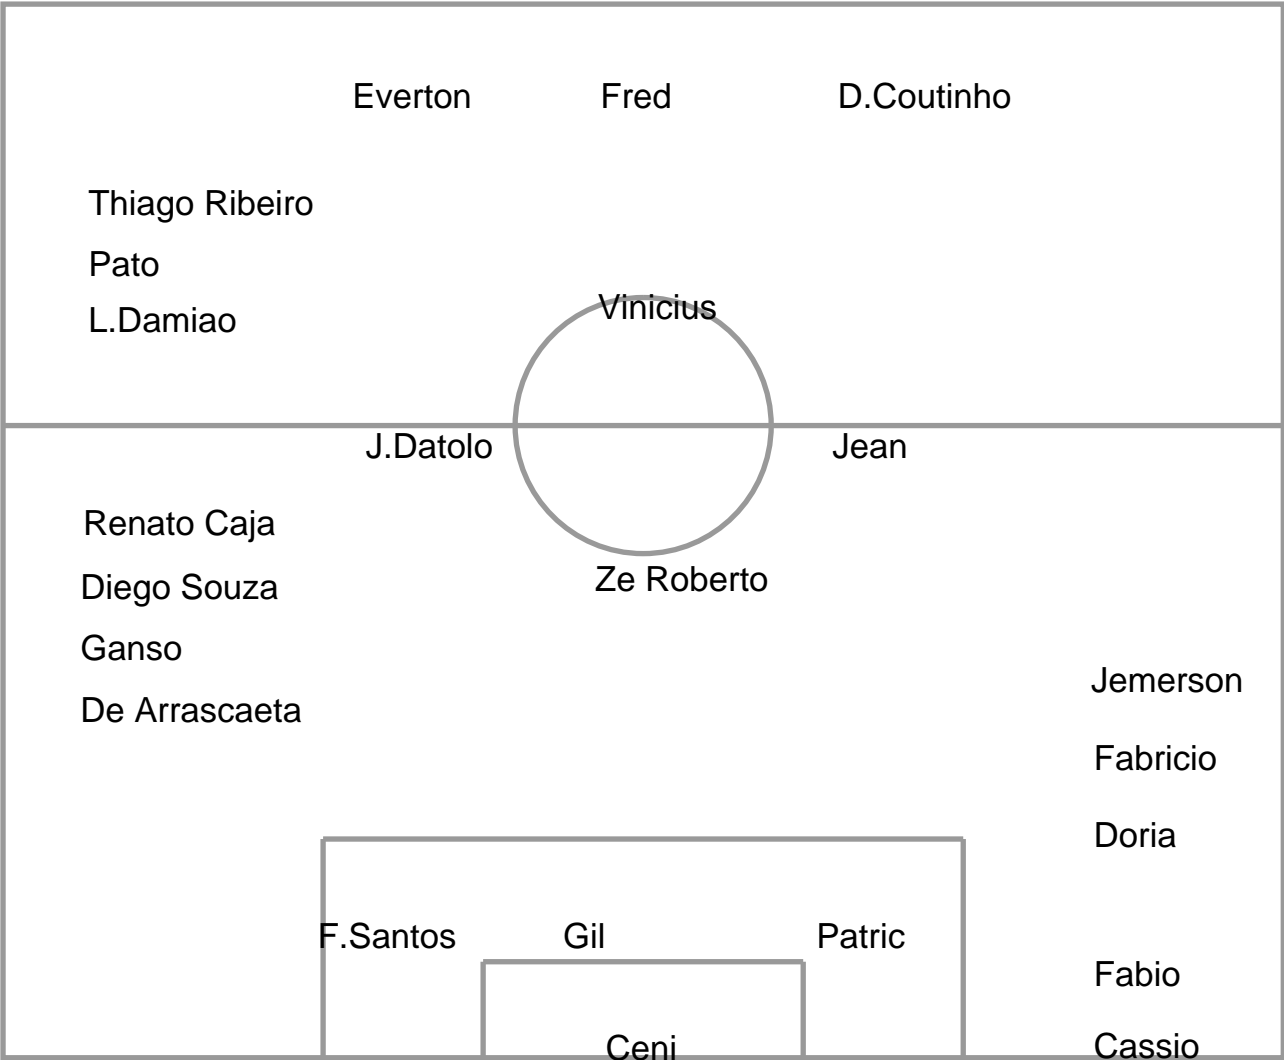 Everton Fred D.Coutinho
Thiago Ribeiro
Pato
Vinicius
L.Damiao
J.Datolo Jean
Renato Caja
Ze Roberto
Diego Souza
Ganso
Jemerson
De Arrascaeta
Fabricio
Doria
F.Santos Gil Patric
Fabio
Ceni Cassio